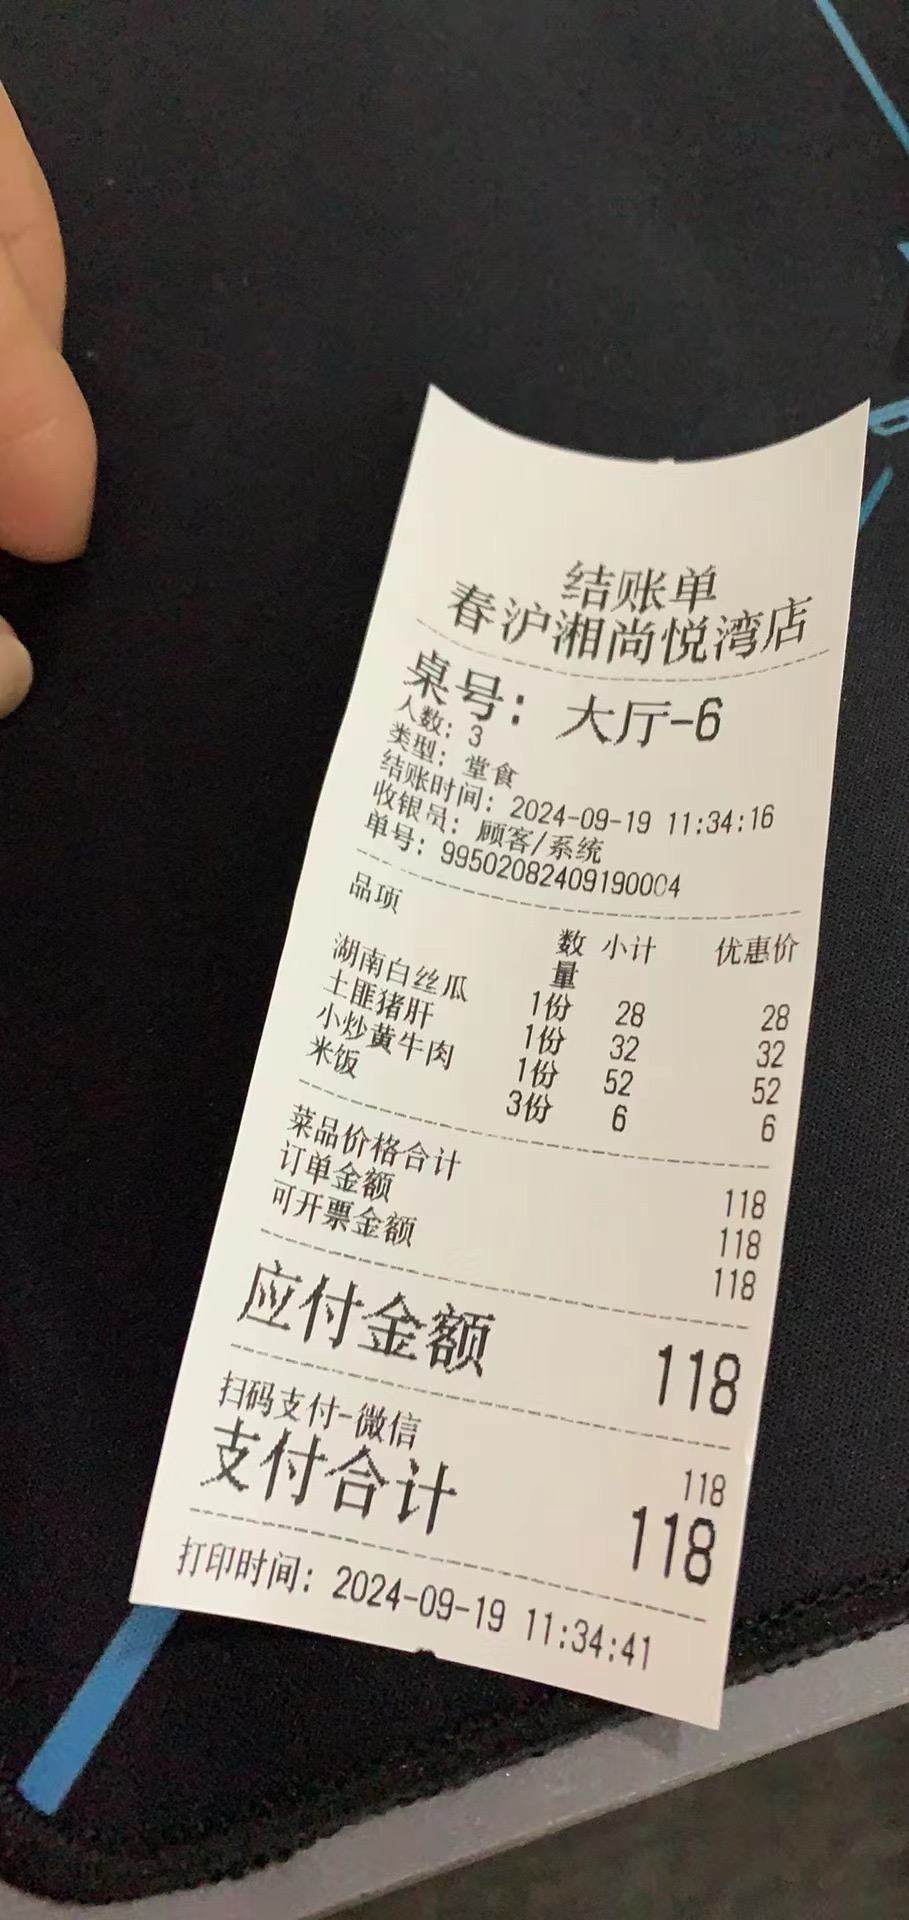 结账单
春沪湘尚悦湾店
桌号： 大厅-6
人数：3
类型：堂食
结账时间：2024-09-19 11:34:16
收银员：顾客/系统
单号：99502082409190004
品项 数量 小计 优惠价
湖南白丝瓜 1份 28 28
土匪猪肝 1份 32 32
小炒黄牛肉 1份 52 52
米饭 3份 6 6
菜品价格合计 118
订单金额 118
可开票金额 118
应付金额 118
扫码支付-微信 118
支付合计 118
打印时间：2024-09-19 11:34:41